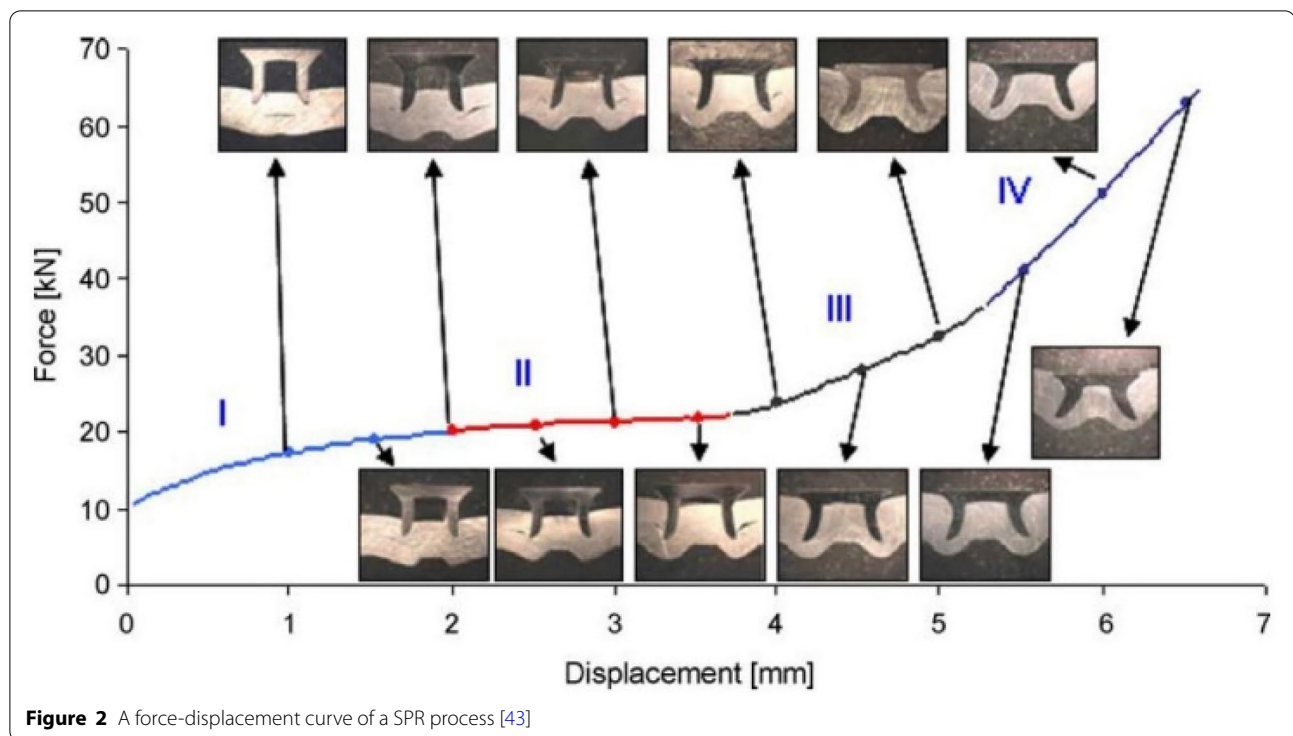 70
60
50
40
30
20
10
0
Force [kN]
I
II
III
IV
0 1 2 3 4 5 6 7
Displacement [mm]
Figure 2 A force-displacement curve of a SPR process [43]